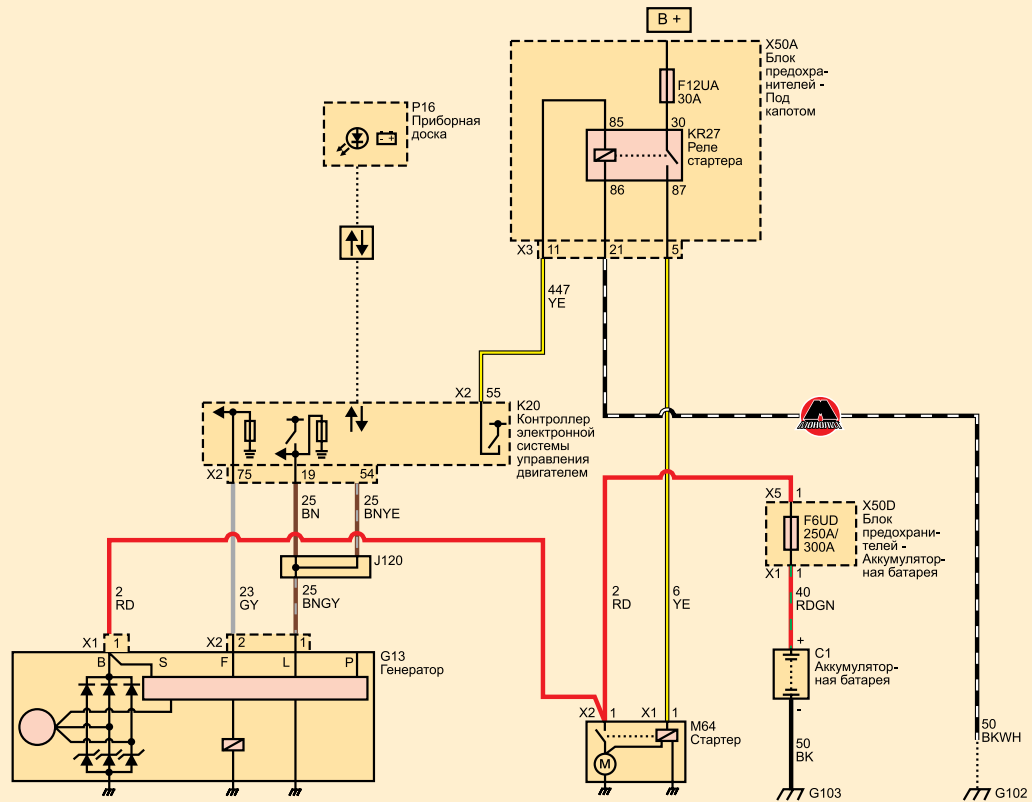 B +
X50A
Блок
предохра-
нителей -
Под
капотом
F12UA
30A
85
30
KR27
Реле
стартера
86
87
X3
11
21
5
P16
Приборная
доска
- +
447
YE
X2
55
K20
Контроллер
электронной
системы
управления
двигателем
X2
75
19
54
25
BN
25
BNYE
J120
2
RD
23
GY
25
BNGY
X1
1
X2
2
1
B
S
F
L
P
G13
Генератор
2
RD
6
YE
X2
1
X1
1
M64
Стартер
M
X5
1
X50D
Блок
предохрани-
телей -
Аккумулятор-
ная батарея
F6UD
250A/
300A
X1
1
40
RDGN
+
C1
Аккумулятор-
ная батарея
-
50
BK
G103
50
BKWH
G102